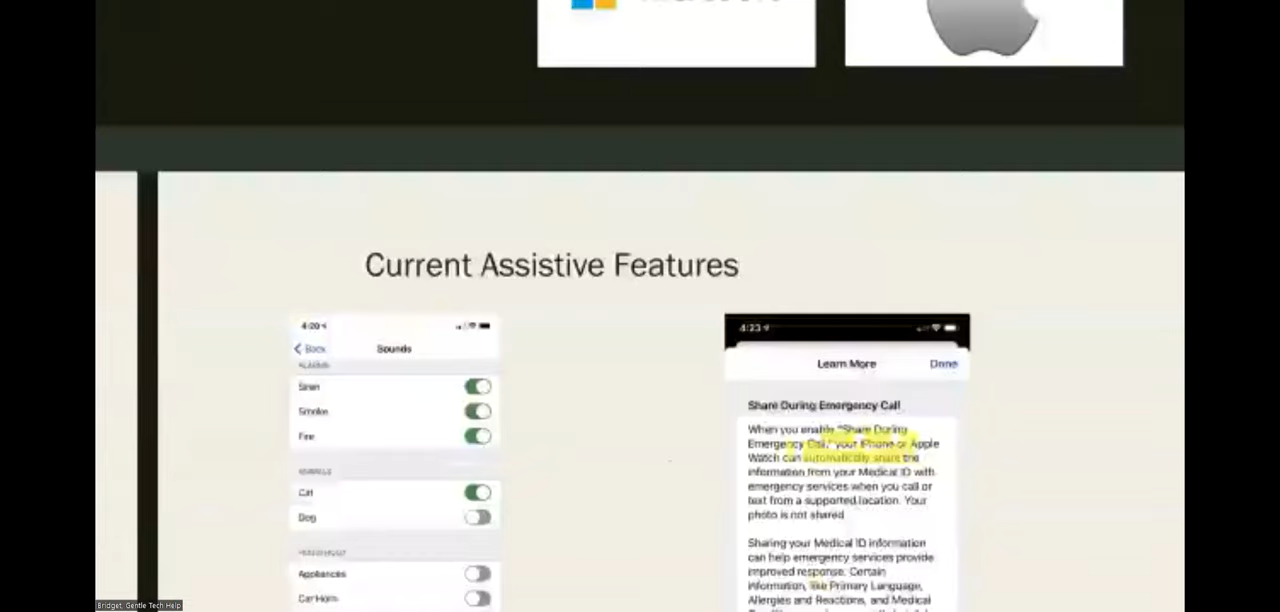 Current Assistive Features
4:20
Back
Sounds
Siren
Smoke
Fire
Cat
Dog
Appliances
Car Horn
4:23
Learn More
Done
Share During Emergency Call
When you enable "Share During
Emergency Call," your iPhone or Apple
Watch can automatically share the
information from your Medical ID with
emergency services when you call or
text from a supported location. Your
photo is not shared
Sharing your Medical ID information
can help emergency services provide
improved response. Certain
information, like Primary Language,
Allergies and Reactions, and Medical
Bridget, Gentle Tech Help